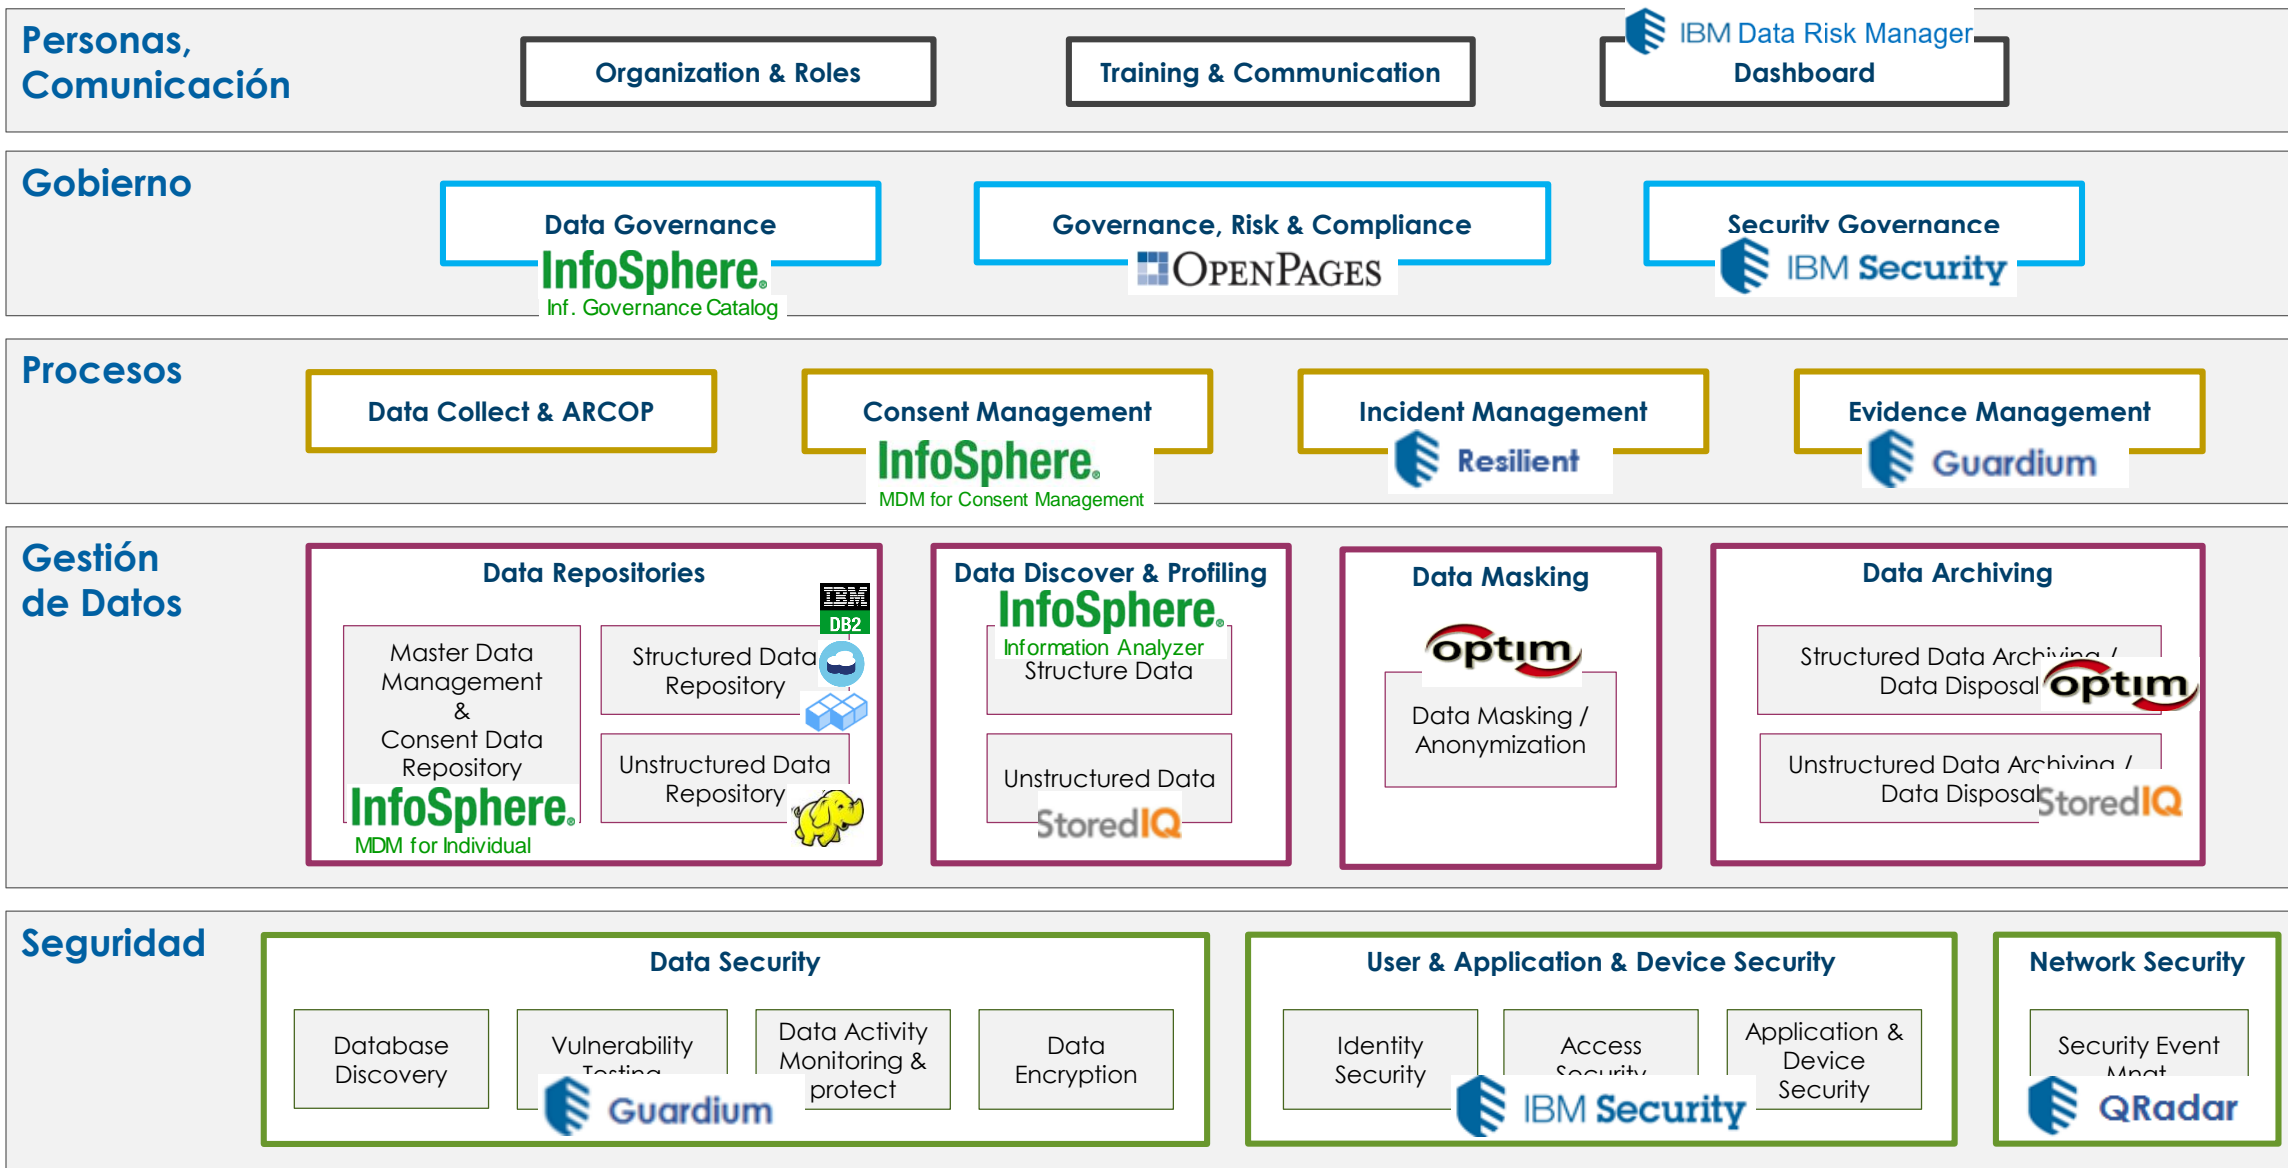 Personas,
Comunicación
Organization & Roles
Training & Communication
IBM Data Risk Manager
Dashboard
Gobierno
Data Governance
InfoSphere®
Inf. Governance Catalog
Governance, Risk & Compliance
OPENPAGES
Security Governance
IBM Security
Procesos
Data Collect & ARCOP
Consent Management
InfoSphere®
MDM for Consent Management
Incident Management
Resilient
Evidence Management
Guardium
Gestión
de Datos
Data Repositories
Master Data
Management
&
Consent Data
Repository
InfoSphere®
MDM for Individual
Structured Data
Repository
IBM
DB2
Unstructured Data
Repository
Data Discover & Profiling
InfoSphere®
Information Analyzer
Structure Data
Unstructured Data
StoredIQ
Data Masking
optim
Data Masking /
Anonymization
Data Archiving
Structured Data Archiving /
Data Disposal
optim
Unstructured Data Archiving /
Data Disposal
StoredIQ
Seguridad
Data Security
Database
Discovery
Vulnerability
Testing
Data Activity
Monitoring &
protect
Data
Encryption
Guardium
User & Application & Device Security
Identity
Security
Access
Security
Application &
Device
Security
IBM Security
Network Security
Security Event
Mngt
QRadar